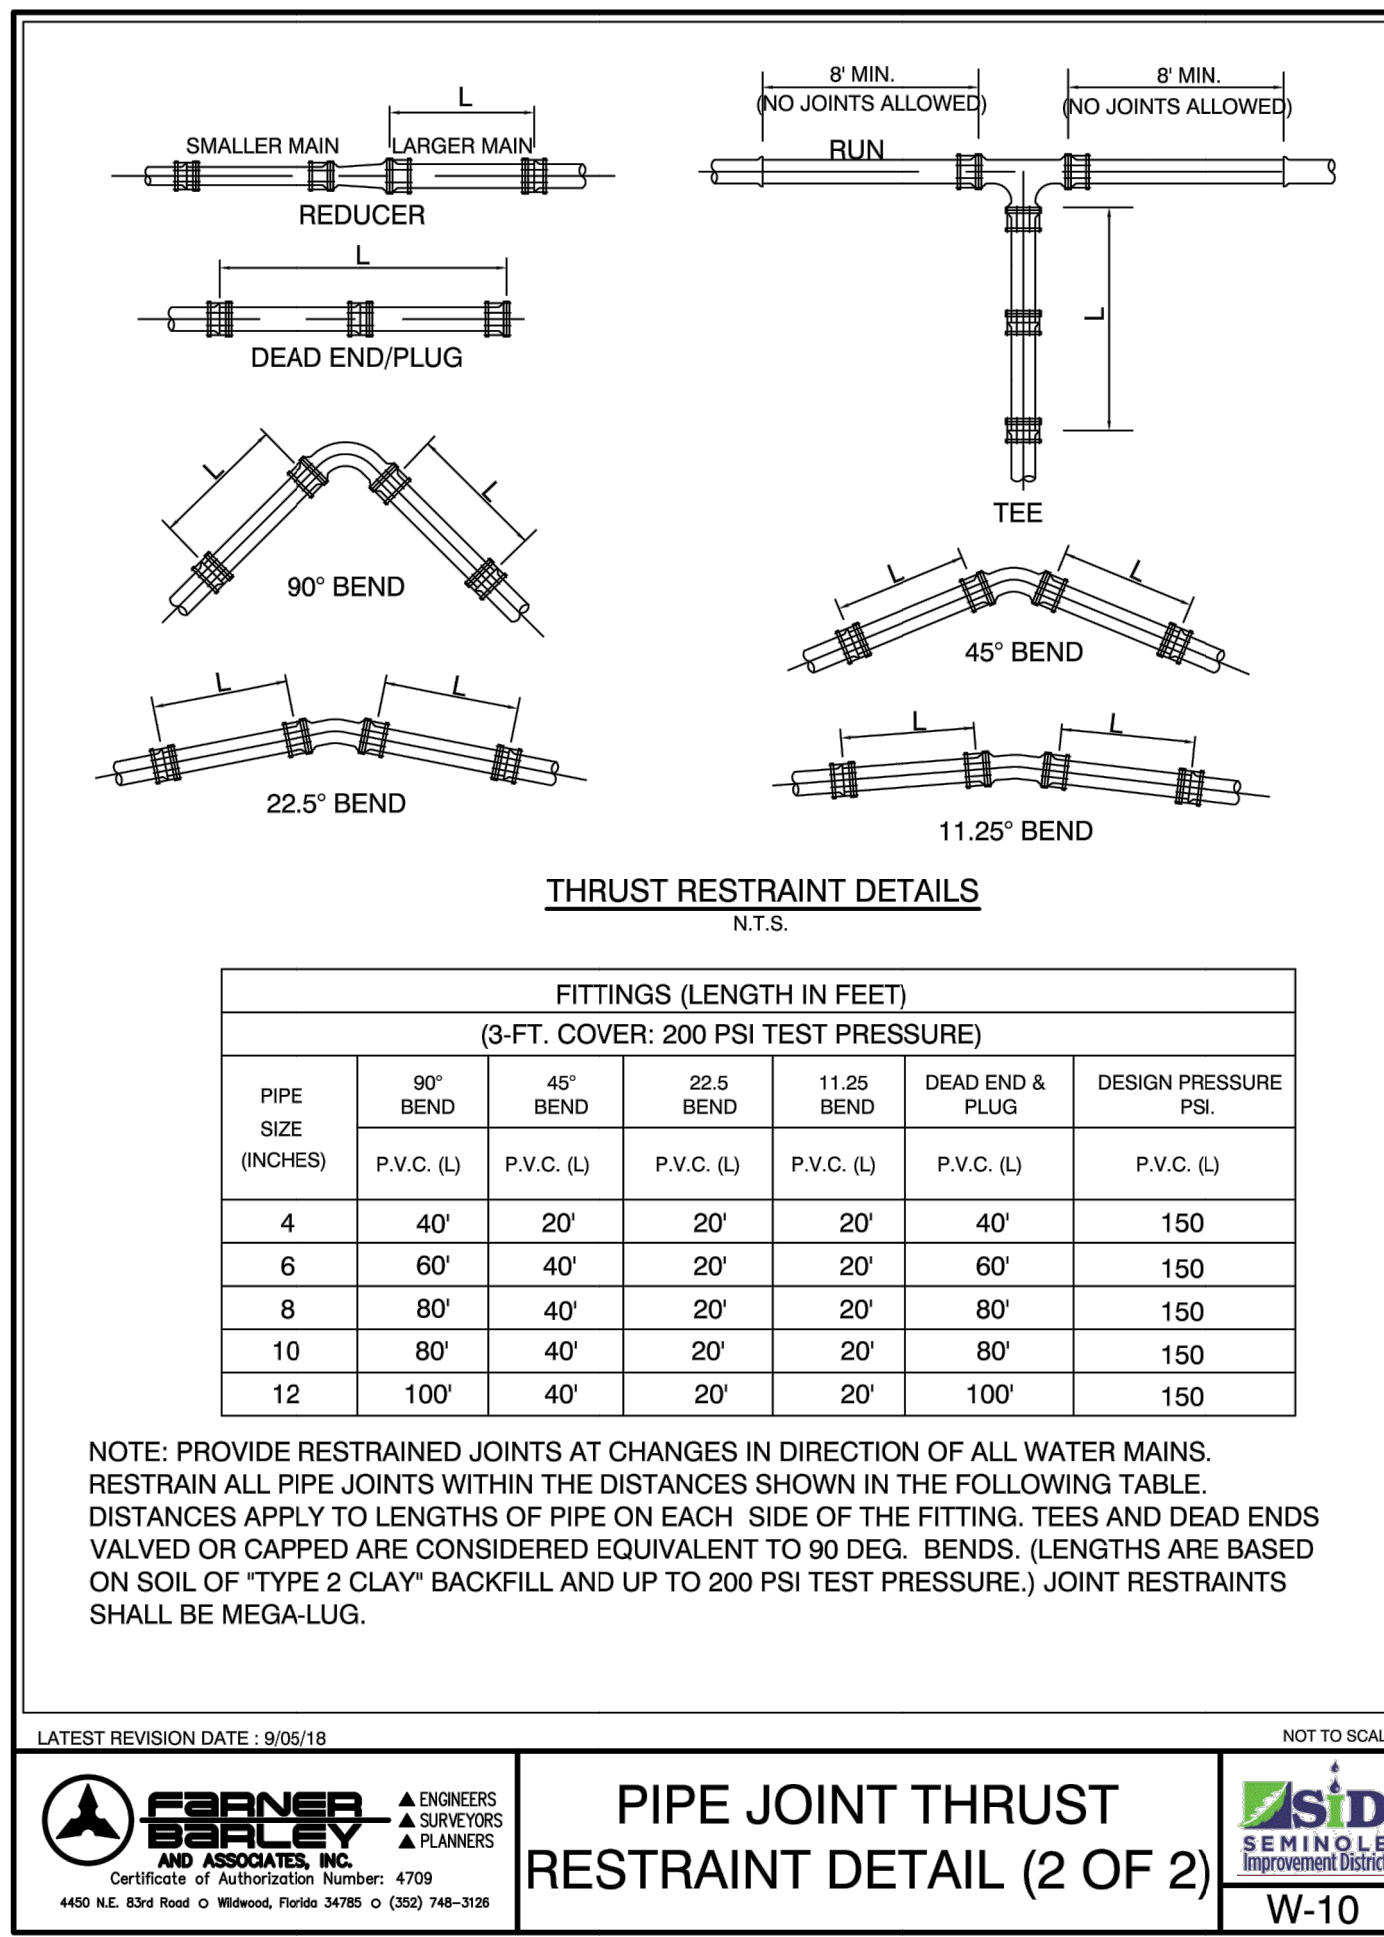 8' MIN.
(NO JOINTS ALLOWED)
8' MIN.
(NO JOINTS ALLOWED)
L
SMALLER MAIN
LARGER MAIN
REDUCER
RUN
L
DEAD END/PLUG
L
TEE
L
L
90° BEND
L
L
45° BEND
L
L
22.5° BEND
L
L
11.25° BEND
THRUST RESTRAINT DETAILS
N.T.S.
FITTINGS (LENGTH IN FEET)
(3-FT. COVER: 200 PSI TEST PRESSURE)
PIPE
SIZE
(INCHES)
90°
BEND
45°
BEND
22.5
BEND
11.25
BEND
DEAD END &
PLUG
DESIGN PRESSURE
PSI.
P.V.C. (L) P.V.C. (L) P.V.C. (L) P.V.C. (L) P.V.C. (L) P.V.C. (L)
4 40' 20' 20' 20' 40' 150
6 60' 40' 20' 20' 60' 150
8 80' 40' 20' 20' 80' 150
10 80' 40' 20' 20' 80' 150
12 100' 40' 20' 20' 100' 150
NOTE: PROVIDE RESTRAINED JOINTS AT CHANGES IN DIRECTION OF ALL WATER MAINS.
RESTRAIN ALL PIPE JOINTS WITHIN THE DISTANCES SHOWN IN THE FOLLOWING TABLE.
DISTANCES APPLY TO LENGTHS OF PIPE ON EACH SIDE OF THE FITTING. TEES AND DEAD ENDS
VALVED OR CAPPED ARE CONSIDERED EQUIVALENT TO 90 DEG. BENDS. (LENGTHS ARE BASED
ON SOIL OF "TYPE 2 CLAY" BACKFILL AND UP TO 200 PSI TEST PRESSURE.) JOINT RESTRAINTS
SHALL BE MEGA-LUG.
LATEST REVISION DATE : 9/05/18
NOT TO SCAL
FARNER
BARLEY
AND ASSOCIATES, INC.
ENGINEERS
SURVEYORS
PLANNERS
Certificate of Authorization Number: 4709
4450 N.E. 83rd Road o Wildwood, Florida 34785 o (352) 748-3126
PIPE JOINT THRUST
RESTRAINT DETAIL (2 OF 2)
SID
SEMINOLE
Improvement District
W-10